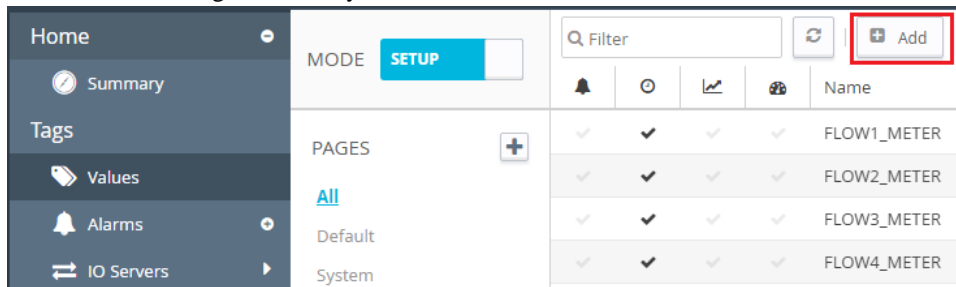 Home
Summary
Tags
Values
Alarms
IO Servers
MODE SETUP
PAGES
All
Default
System
Filter
Add
Name
FLOW1_METER
FLOW2_METER
FLOW3_METER
FLOW4_METER